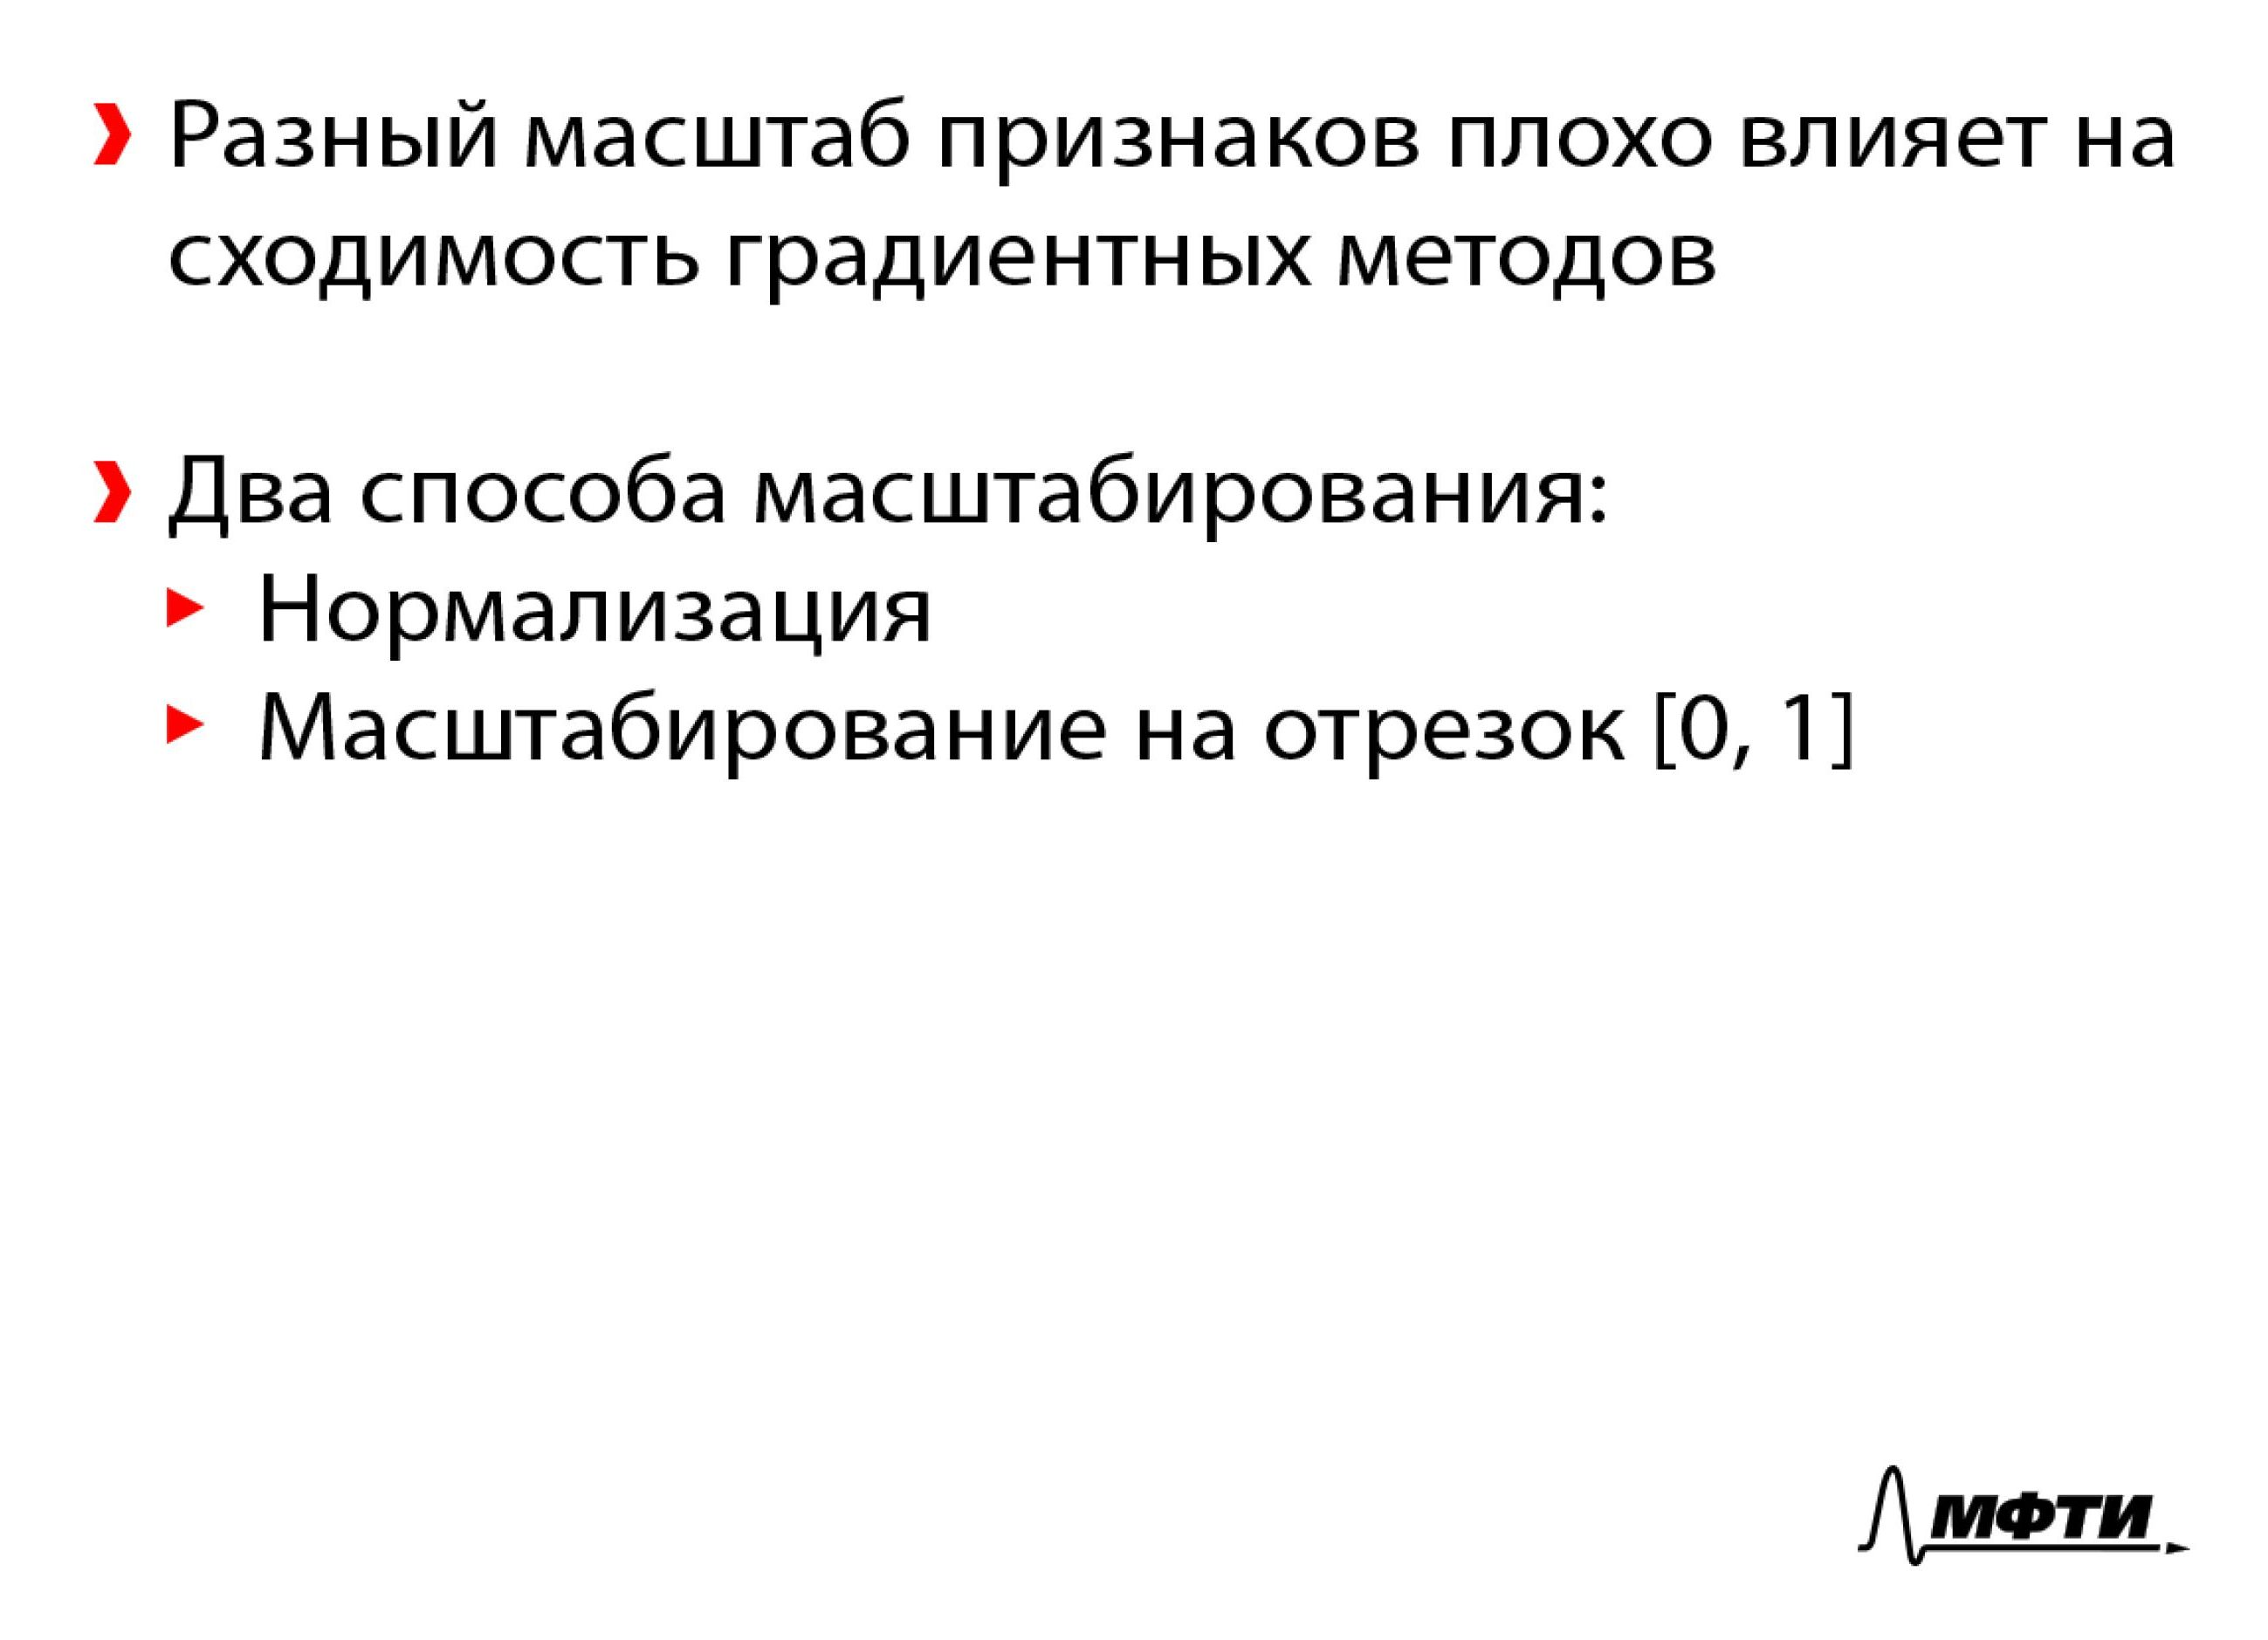 Разный масштаб признаков плохо влияет на
сходимость градиентных методов
Два способа масштабирования:
Нормализация
Масштабирование на отрезок [0, 1]
МФТИ